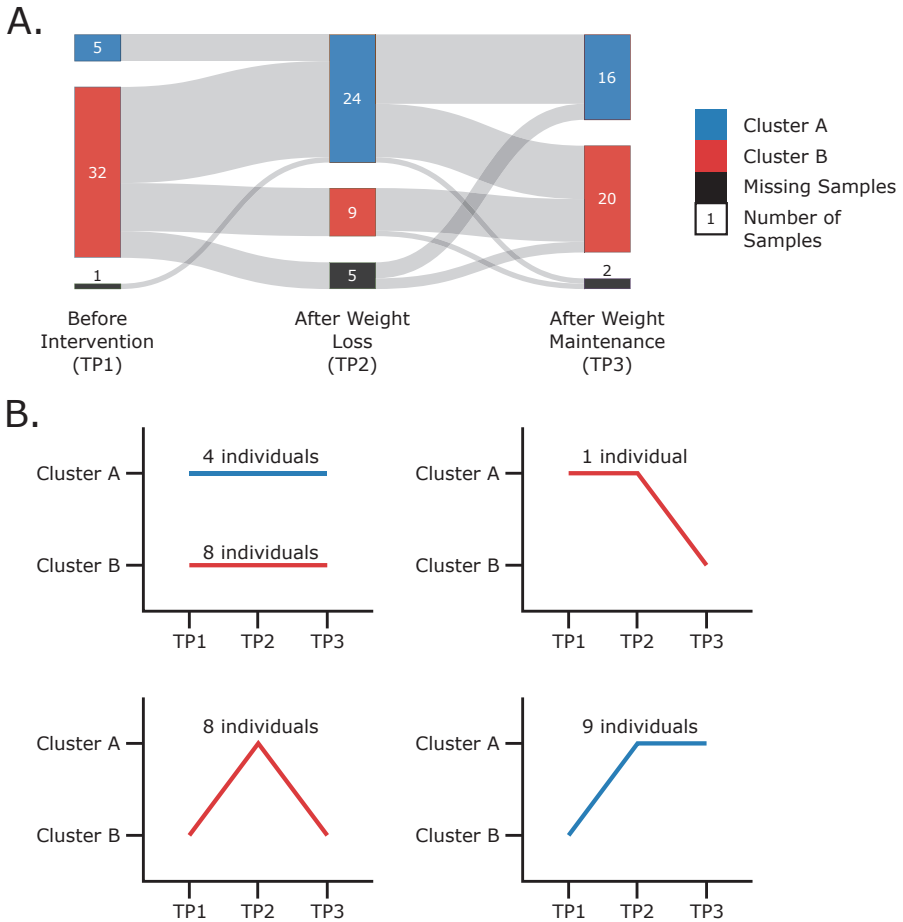 A.
5
32
1
24
9
5
16
20
2
Before
Intervention
(TP1)
After Weight
Loss
(TP2)
After Weight
Maintenance
(TP3)
Cluster A
Cluster B
Missing Samples
1
Number of
Samples
B.
Cluster A
Cluster B
4 individuals
8 individuals
TP1 TP2 TP3
Cluster A
Cluster B
1 individual
TP1 TP2 TP3
Cluster A
Cluster B
8 individuals
TP1 TP2 TP3
Cluster A
Cluster B
9 individuals
TP1 TP2 TP3